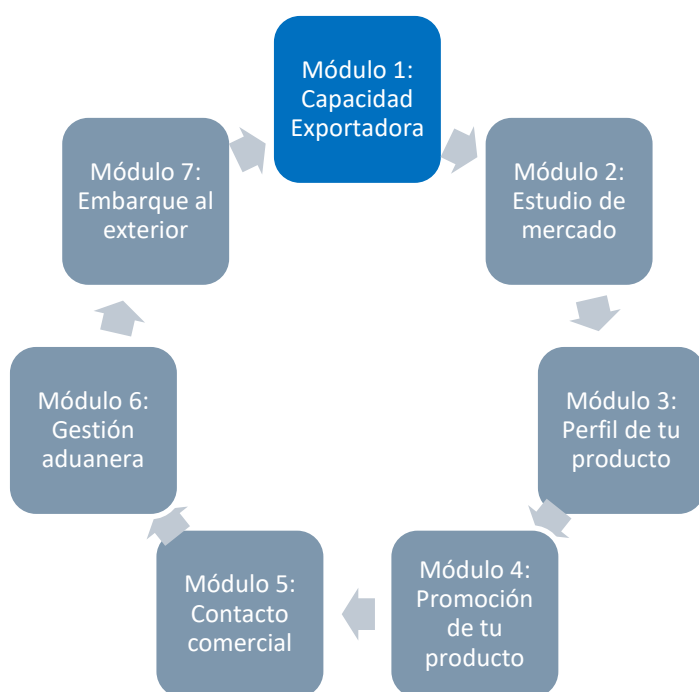 Módulo 1:
Capacidad
Exportadora
Módulo 2:
Estudio de
mercado
Módulo 3:
Perfil de tu
producto
Módulo 4:
Promoción
de tu
producto
Módulo 5:
Contacto
comercial
Módulo 6:
Gestión
aduanera
Módulo 7:
Embarque al
exterior